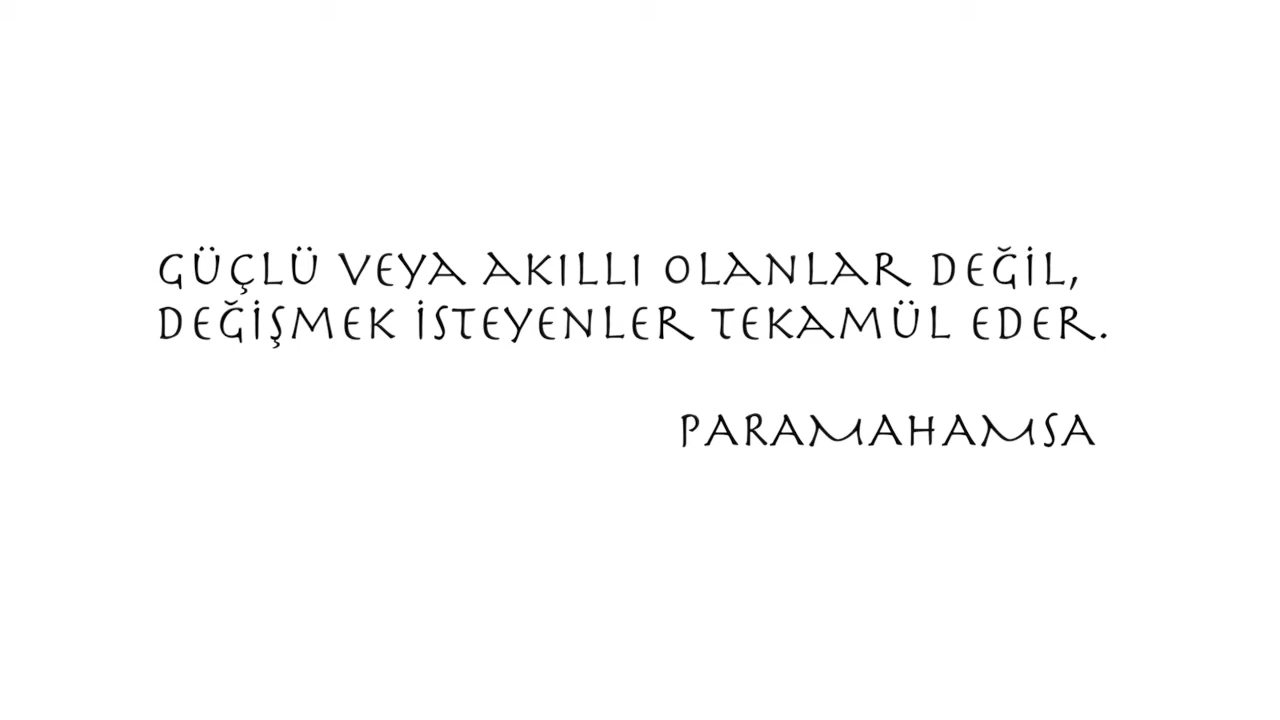 GÜÇLÜ VEYA AKILLI OLANLAR DEĞİL,
DEĞİŞMEK İSTEYENLER TEKAMÜL EDER.
PARAMAHAMSA